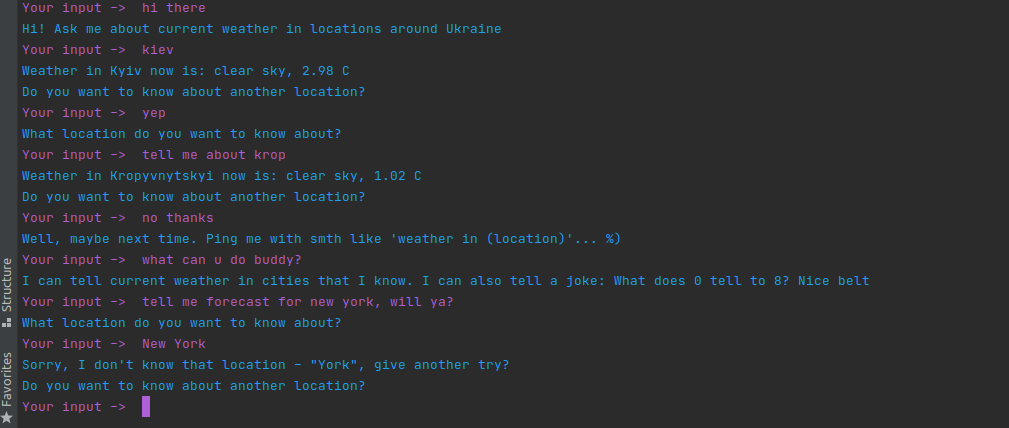 Your input ->  hi there
Hi! Ask me about current weather in locations around Ukraine
Your input ->  kiev
Weather in Kyiv now is: clear sky, 2.98 C
Do you want to know about another location?
Your input ->  yep
What location do you want to know about?
Your input ->  tell me about krop
Weather in Kropyvnytskyi now is: clear sky, 1.02 C
Do you want to know about another location?
Your input ->  no thanks
Well, maybe next time. Ping me with smth like 'weather in (location)'... %)
Your input ->  what can u do buddy?
I can tell current weather in cities that I know. I can also tell a joke: What does 0 tell to 8? Nice belt
Your input ->  tell me forecast for new york, will ya?
What location do you want to know about?
Your input ->  New York
Sorry, I don't know that location - "York", give another try?
Do you want to know about another location?
Your input ->
Structure
Favorites